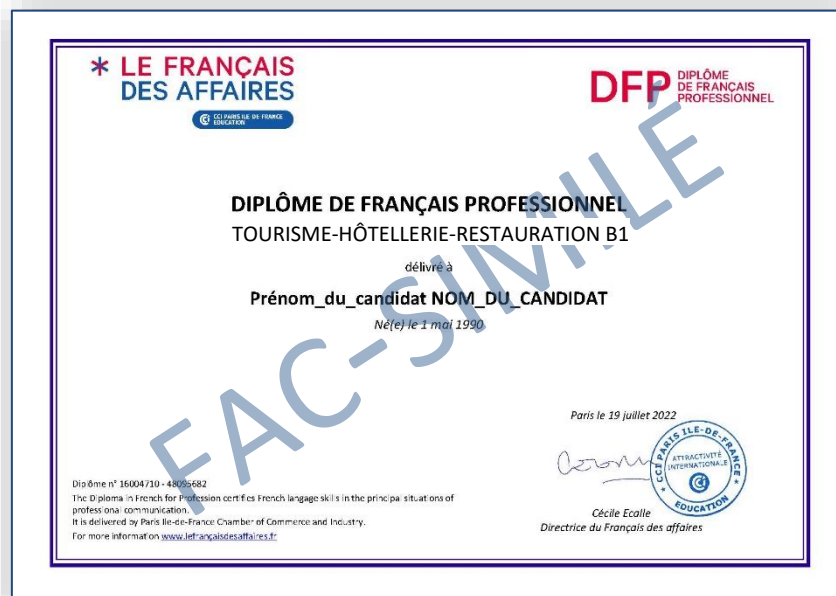 * LE FRANÇAIS
DES AFFAIRES
CCI PARIS ILE-DE-FRANCE
EDUCATION
DFP DIPLÔME
DE FRANÇAIS
PROFESSIONNEL
DIPLÔME DE FRANÇAIS PROFESSIONNEL
TOURISME-HÔTELLERIE-RESTAURATION B1
délivré à
Prénom_du_candidat NOM_DU_CANDIDAT
Né(e) le 1 mai 1990
FAC-SIMILÉ
Paris le 19 juillet 2022
CCI PARIS ILE-DE-FRANCE
ATTRACTIVITÉ
INTERNATIONALE
EDUCATION
Cécile Ecalle
Directrice du Français des affaires
Diplôme n° 16004710 - 48095682
The Diploma in French for Profession certifies French langage skills in the principal situations of
professional communication.
It is delivered by Paris Ile-de-France Chamber of Commerce and Industry.
For more information www.lefrançaisdesaffaires.fr